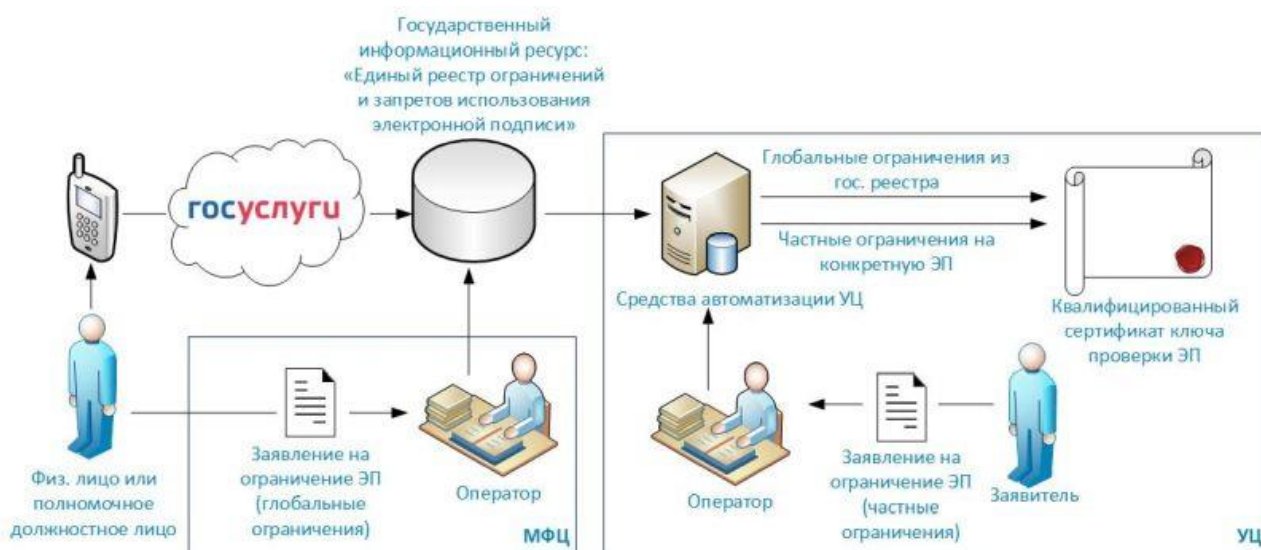 Государственный
информационный ресурс:
«Единый реестр ограничений
и запретов использования
электронной подписи»
госуслуги
Глобальные ограничения из
гос. реестра
Частные ограничения на
конкретную ЭП
Средства автоматизации УЦ
Квалифицированный
сертификат ключа
проверки ЭП
Физ. лицо или
полномочное
должностное лицо
Заявление на
ограничение ЭП
(глобальные
ограничения)
Оператор
МФЦ
Оператор
Заявление на
ограничение ЭП
(частные
ограничения)
Заявитель
УЦ